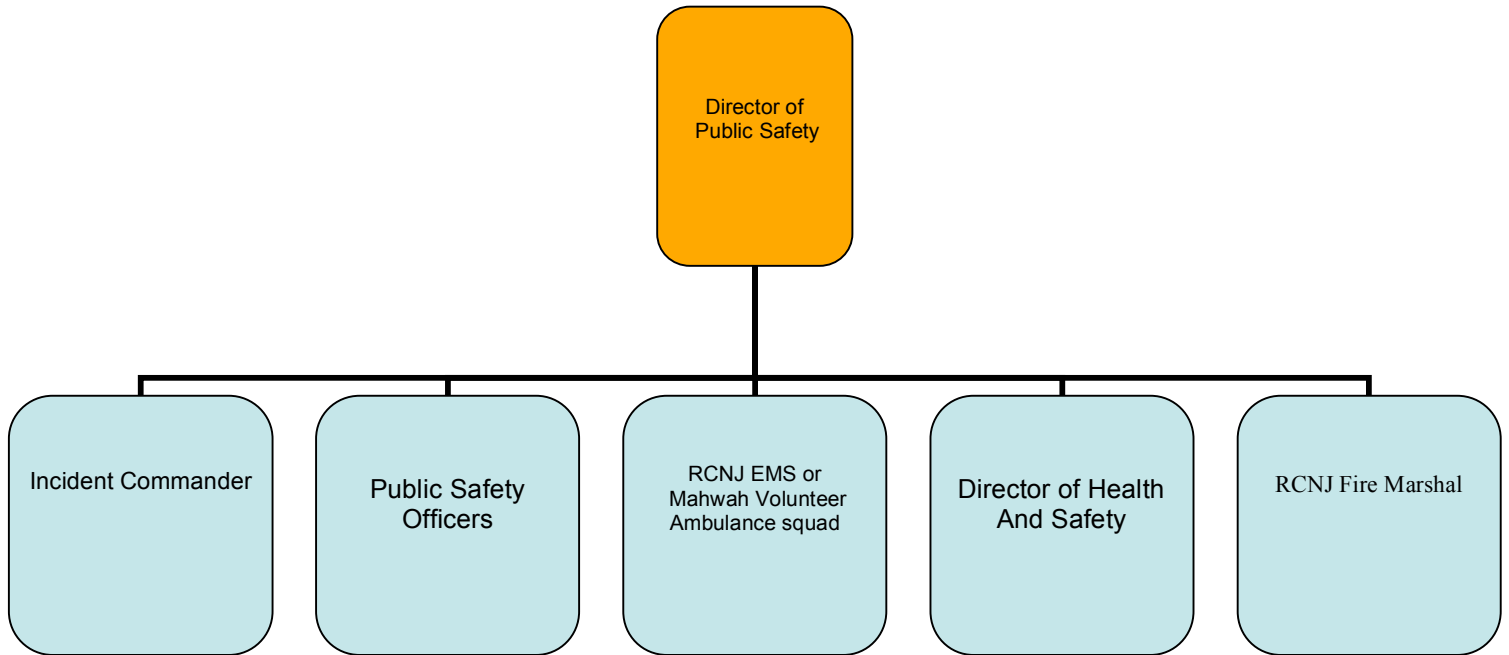 Director of
Public Safety
Incident Commander
Public Safety
Officers
RCNJ EMS or
Mahwah Volunteer
Ambulance squad
Director of Health
And Safety
RCNJ Fire Marshal